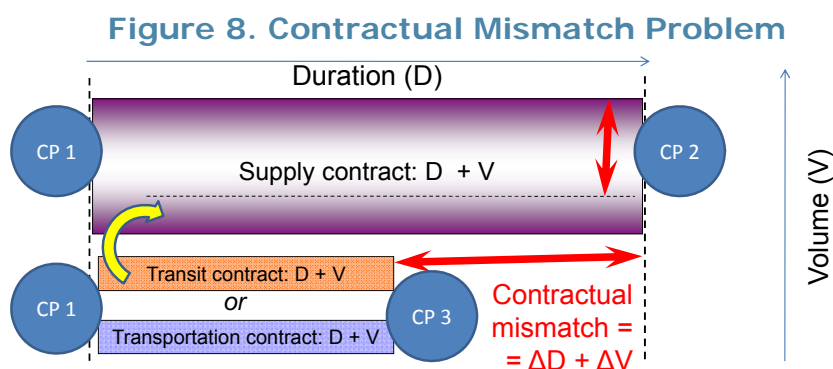 Figure 8. Contractual Mismatch Problem
Duration (D)
CP 1
Supply contract: D + V
CP 2
Volume (V)
CP 1
Transit contract: D + V
or
Transportation contract: D + V
CP 3
Contractual
mismatch =
= ΔD + ΔV